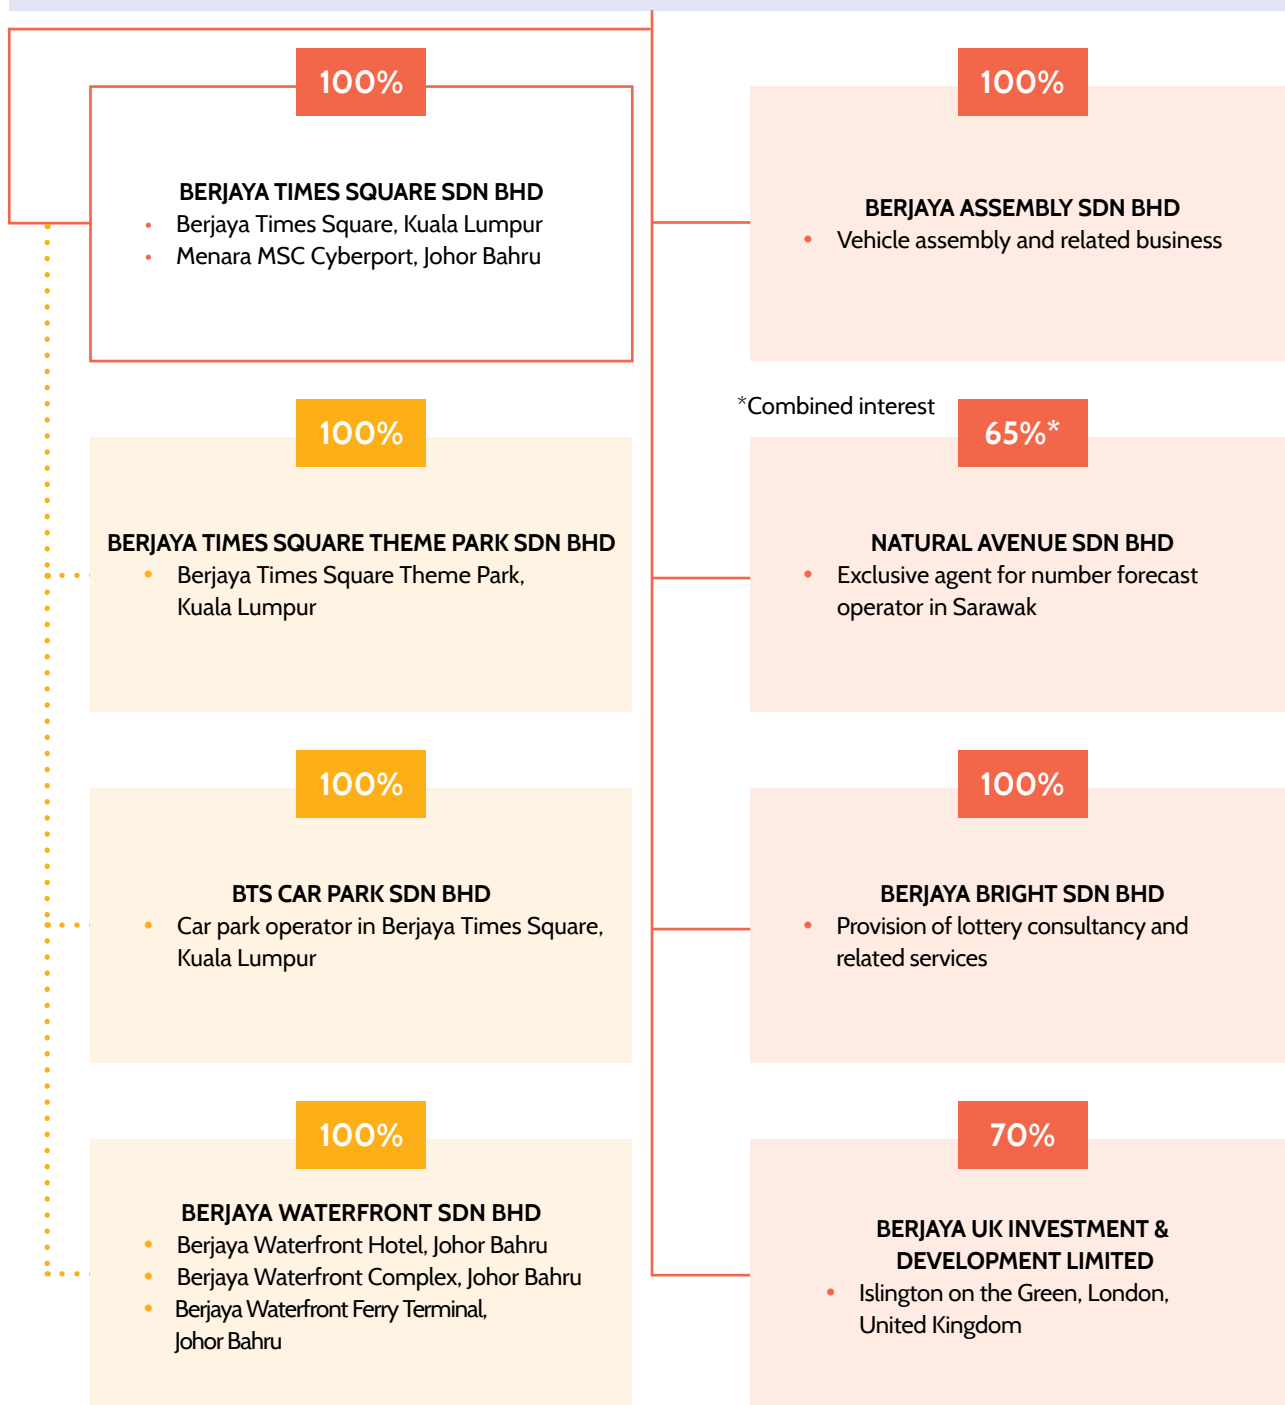 100%
BERJAYA TIMES SQUARE SDN BHD
• Berjaya Times Square, Kuala Lumpur
• Menara MSC Cyberport, Johor Bahru
100%
BERJAYA TIMES SQUARE THEME PARK SDN BHD
• Berjaya Times Square Theme Park,
Kuala Lumpur
100%
BTS CAR PARK SDN BHD
• Car park operator in Berjaya Times Square,
Kuala Lumpur
100%
BERJAYA WATERFRONT SDN BHD
• Berjaya Waterfront Hotel, Johor Bahru
• Berjaya Waterfront Complex, Johor Bahru
• Berjaya Waterfront Ferry Terminal,
Johor Bahru
100%
BERJAYA ASSEMBLY SDN BHD
• Vehicle assembly and related business
*Combined interest
65%*
NATURAL AVENUE SDN BHD
• Exclusive agent for number forecast
operator in Sarawak
100%
BERJAYA BRIGHT SDN BHD
• Provision of lottery consultancy and
related services
70%
BERJAYA UK INVESTMENT &
DEVELOPMENT LIMITED
• Islington on the Green, London,
United Kingdom